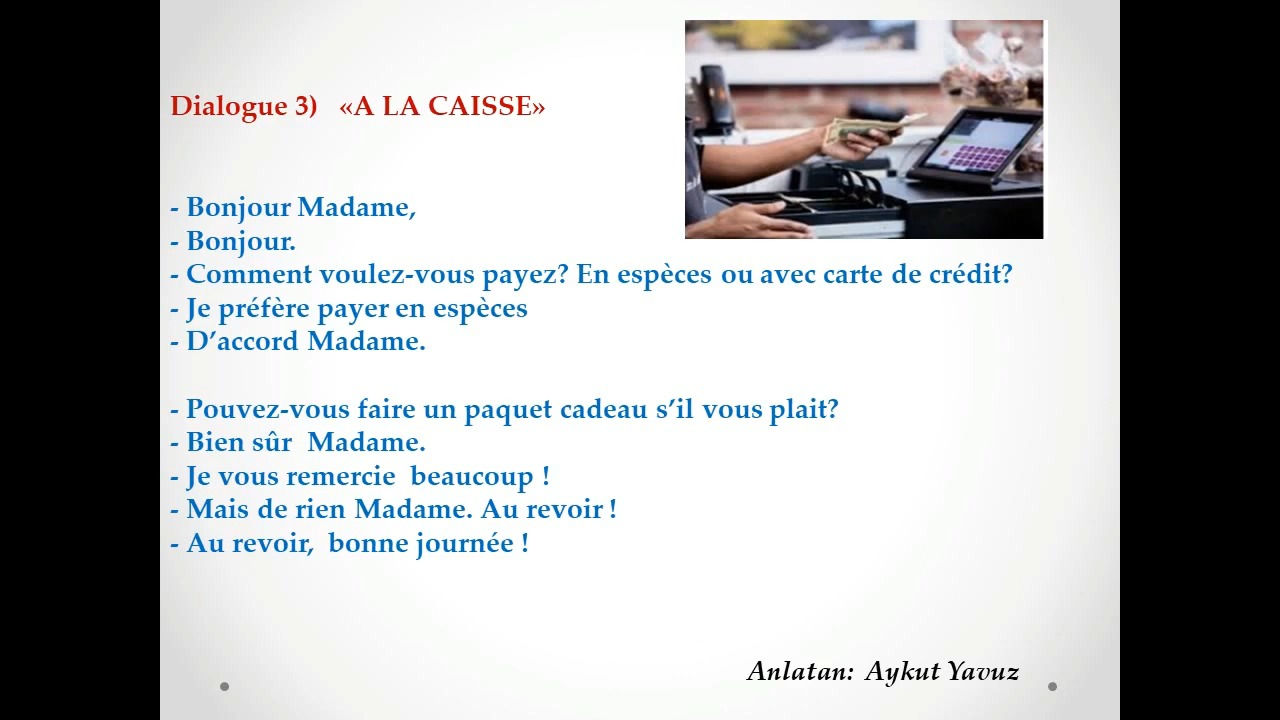 Dialogue 3) «A LA CAISSE»
- Bonjour Madame,
- Bonjour.
- Comment voulez-vous payez? En espèces ou avec carte de crédit?
- Je préfère payer en espèces
- D’accord Madame.
- Pouvez-vous faire un paquet cadeau s’il vous plait?
- Bien sûr Madame.
- Je vous remercie beaucoup !
- Mais de rien Madame. Au revoir !
- Au revoir, bonne journée !
Anlatan: Aykut Yavuz